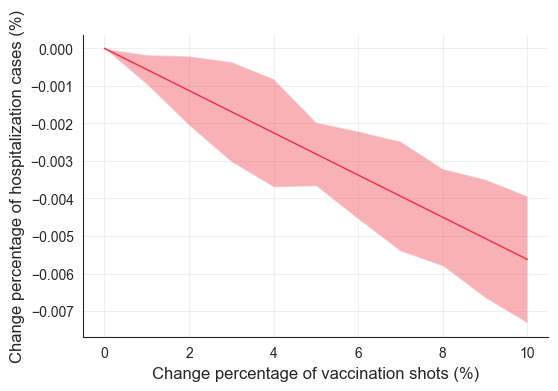 Change percentage of hospitalization cases (%)
0.000
−0.001
−0.002
−0.003
−0.004
−0.005
−0.006
−0.007
0 2 4 6 8 10
Change percentage of vaccination shots (%)